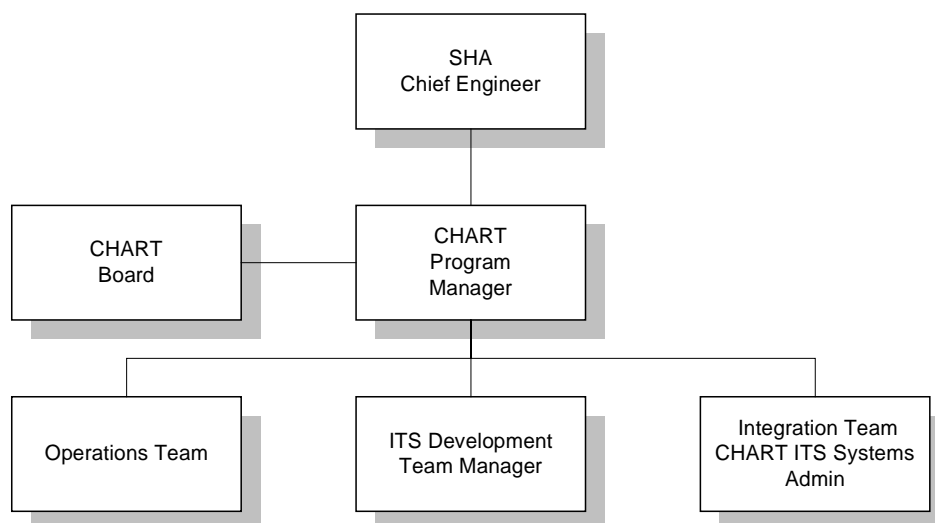 SHA
Chief Engineer
CHART
Board
CHART
Program
Manager
Operations Team
ITS Development
Team Manager
Integration Team
CHART ITS Systems
Admin